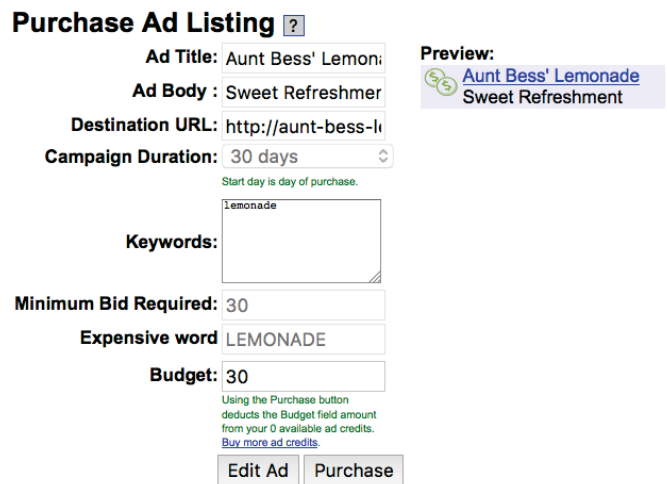 Purchase Ad Listing ?
Ad Title: Aunt Bess' Lemon
Preview:
Aunt Bess' Lemonade
Sweet Refreshment
Ad Body : Sweet Refreshmer
Destination URL: http://aunt-bess-l
Campaign Duration: 30 days
Start day is day of purchase.
Keywords: lemonade
Minimum Bid Required: 30
Expensive word LEMONADE
Budget: 30
Using the Purchase button
deducts the Budget field amount
from your 0 available ad credits.
Buy more ad credits.
Edit Ad Purchase